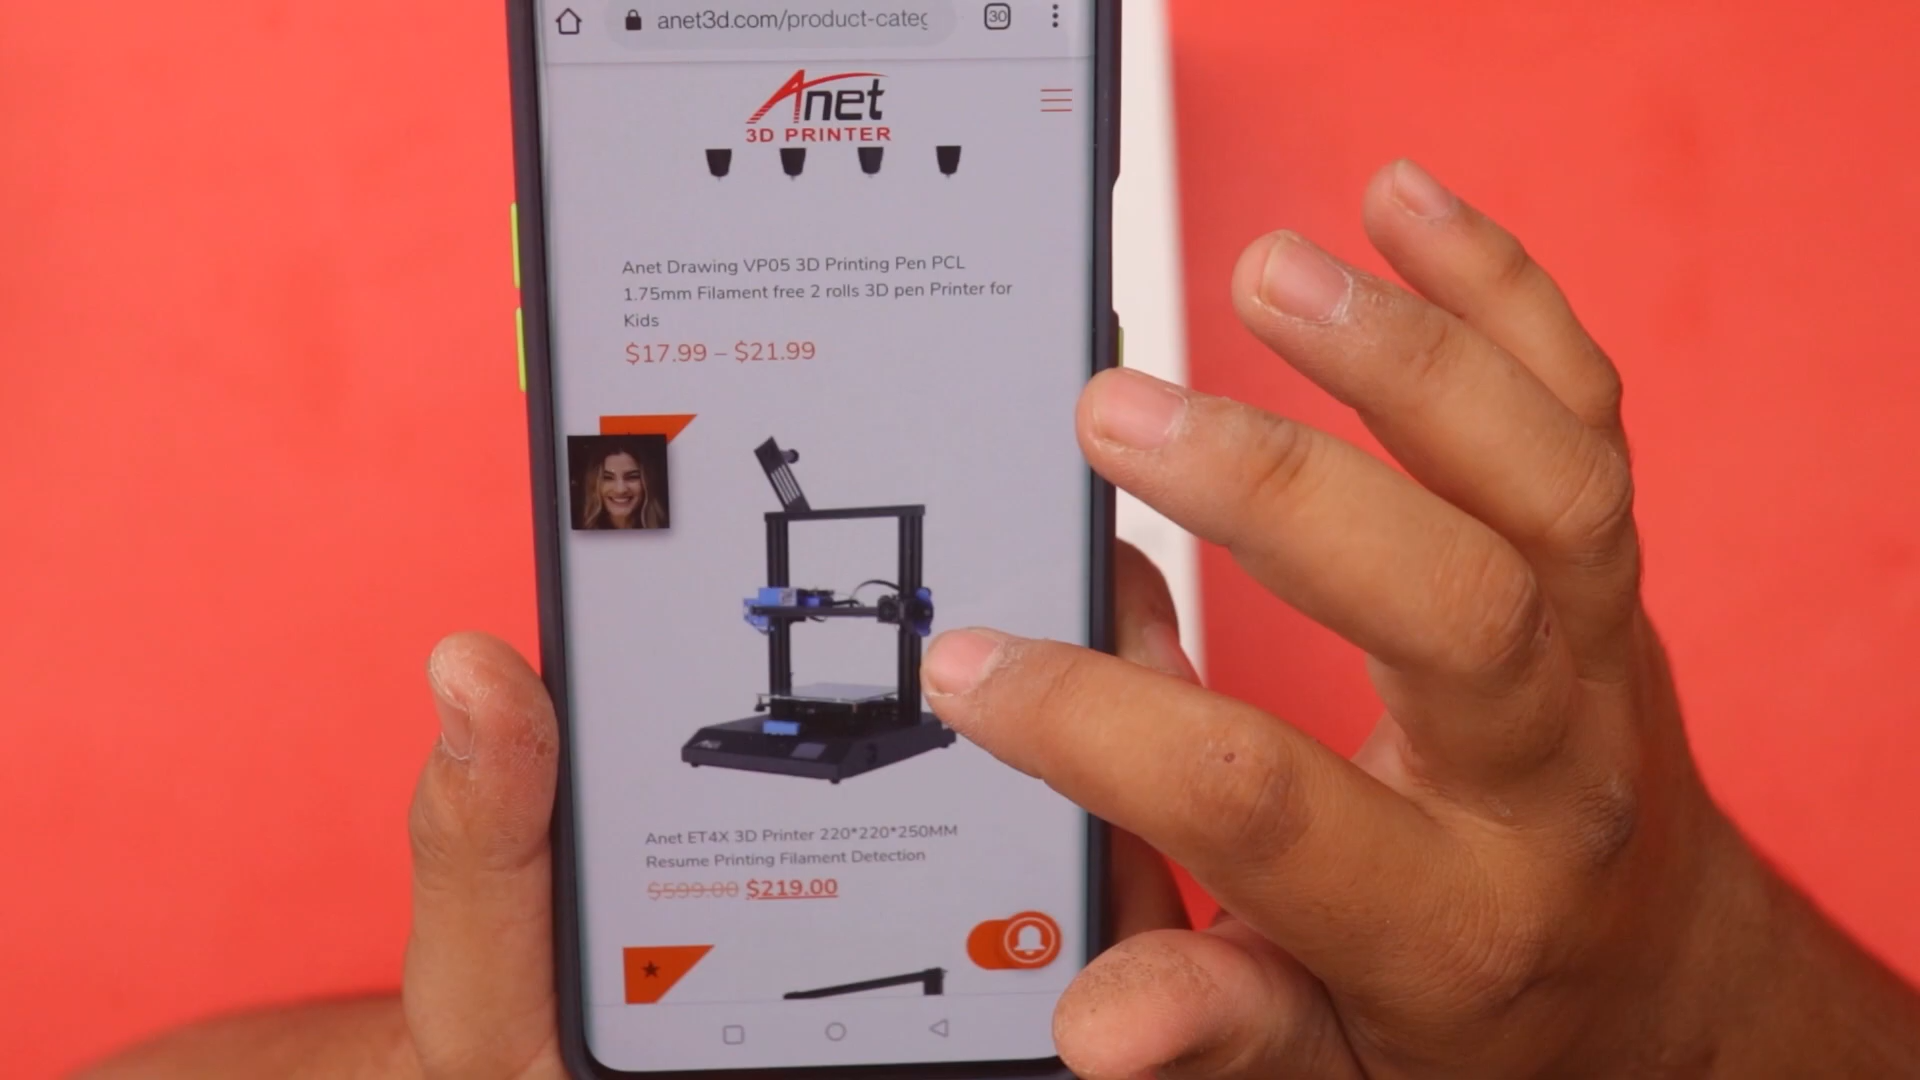 anet3d.com/product-categ
30
Anet
3D PRINTER
Anet Drawing VP05 3D Printing Pen PCL
1.75mm Filament free 2 rolls 3D pen Printer for
Kids
$17.99 – $21.99
Anet ET4X 3D Printer 220*220*250MM
Resume Printing Filament Detection
$599.00 $219.00